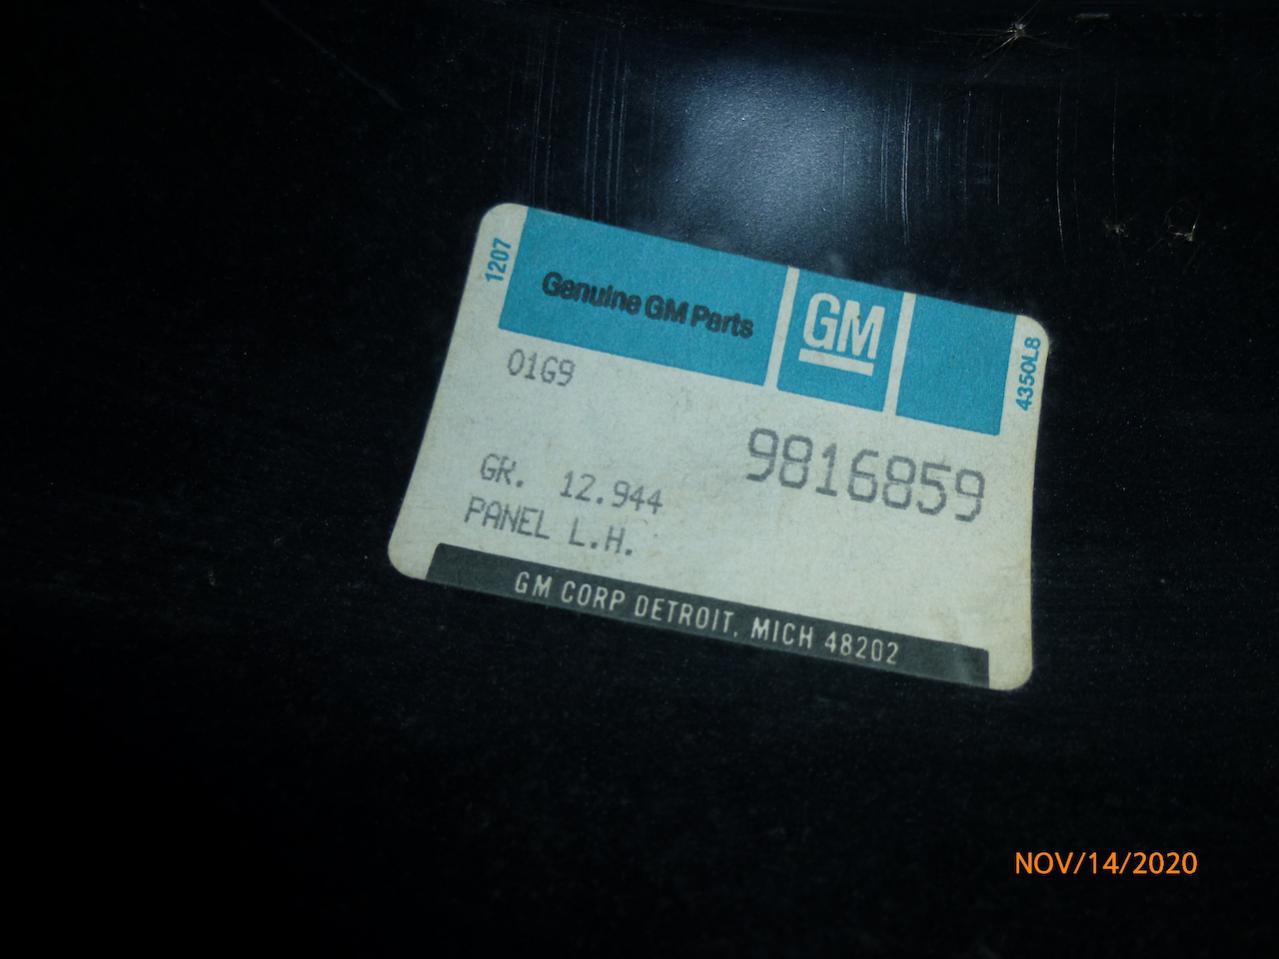 1207
Genuine GM Parts
GM
4350L8
01G9
9816859
GR. 12.944
PANEL L.H.
GM CORP DETROIT, MICH 48202
NOV/14/2020